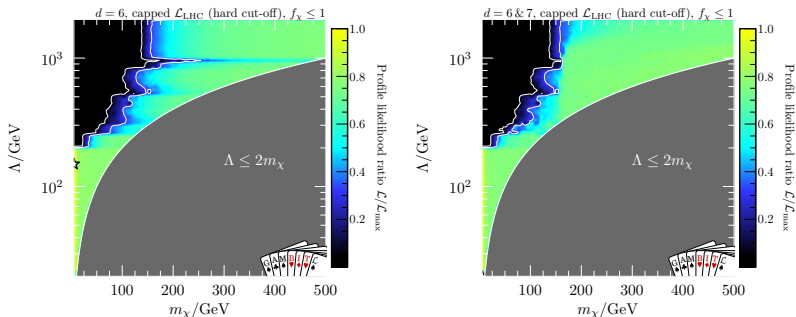 d = 6, capped ℒ_LHC (hard cut-off), f_χ ≤ 1
10³
10²
Λ/GeV
Λ ≤ 2m_χ
GAMBIT
100 200 300 400 500
m_χ/GeV
1.0
0.8
0.6
0.4
0.2
Profile likelihood ratio ℒ/ℒ_max
d = 6 & 7, capped ℒ_LHC (hard cut-off), f_χ ≤ 1
10³
10²
Λ/GeV
Λ ≤ 2m_χ
GAMBIT
100 200 300 400 500
m_χ/GeV
1.0
0.8
0.6
0.4
0.2
Profile likelihood ratio ℒ/ℒ_max